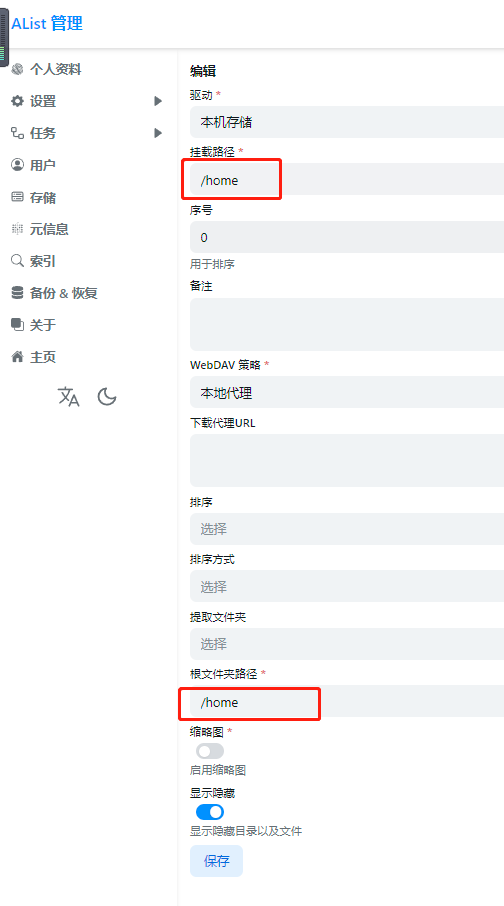 AList 管理
个人资料
设置
任务
用户
存储
元信息
索引
备份 & 恢复
关于
主页
编辑
驱动 *
本机存储
挂载路径 *
/home
序号
0
用于排序
备注
WebDAV 策略 *
本地代理
下载代理URL
排序
选择
排序方式
选择
提取文件夹
选择
根文件夹路径 *
/home
缩略图 *
启用缩略图
显示隐藏
显示隐藏目录以及文件
保存